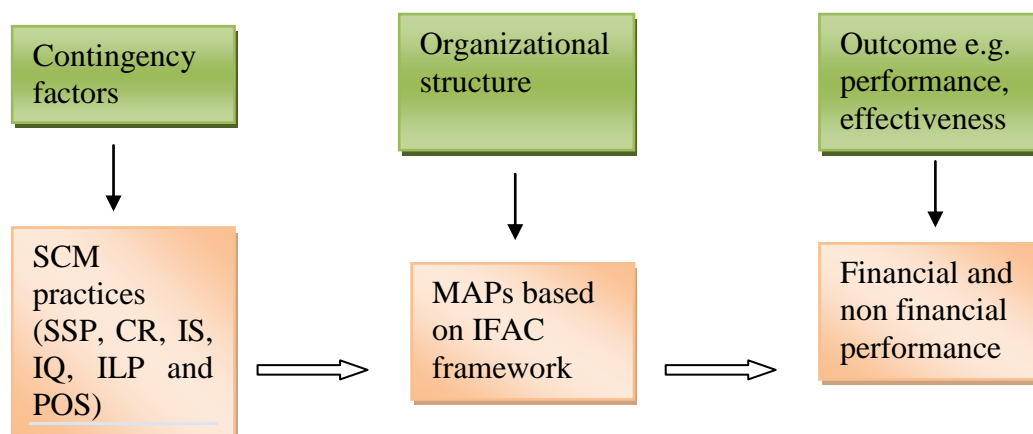 Contingency
factors
Organizational
structure
Outcome e.g.
performance,
effectiveness
SCM
practices
(SSP, CR, IS,
IQ, ILP and
POS)
MAPs based
on IFAC
framework
Financial and
non financial
performance